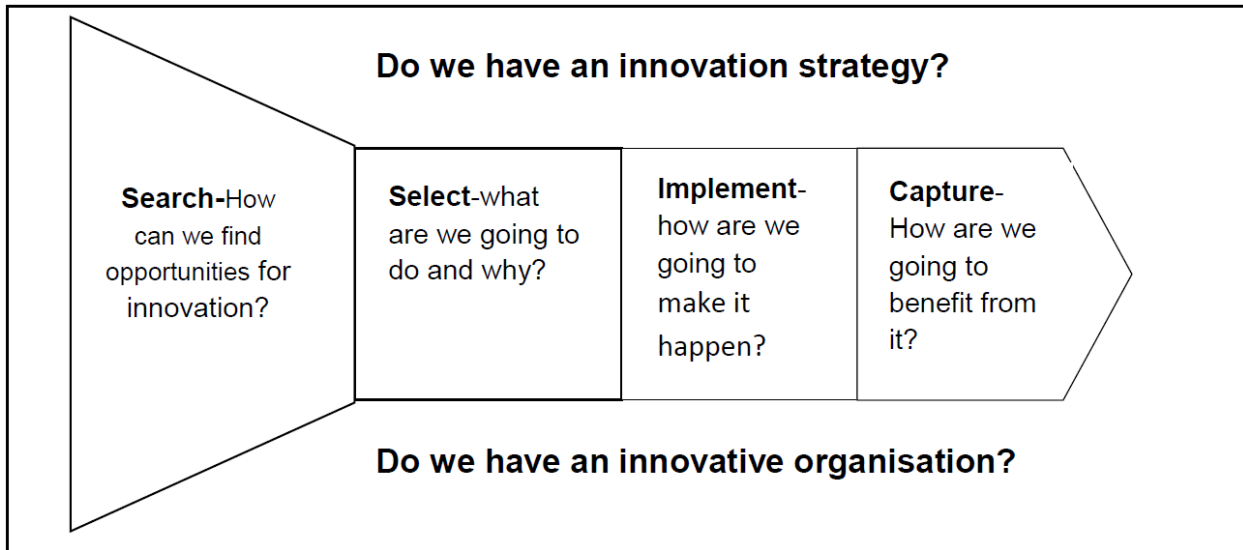 Do we have an innovation strategy?
Search-How
can we find
opportunities for
innovation?
Select-what
are we going to
do and why?
Implement-
how are we
going to
make it
happen?
Capture-
How are we
going to
benefit from
it?
Do we have an innovative organisation?